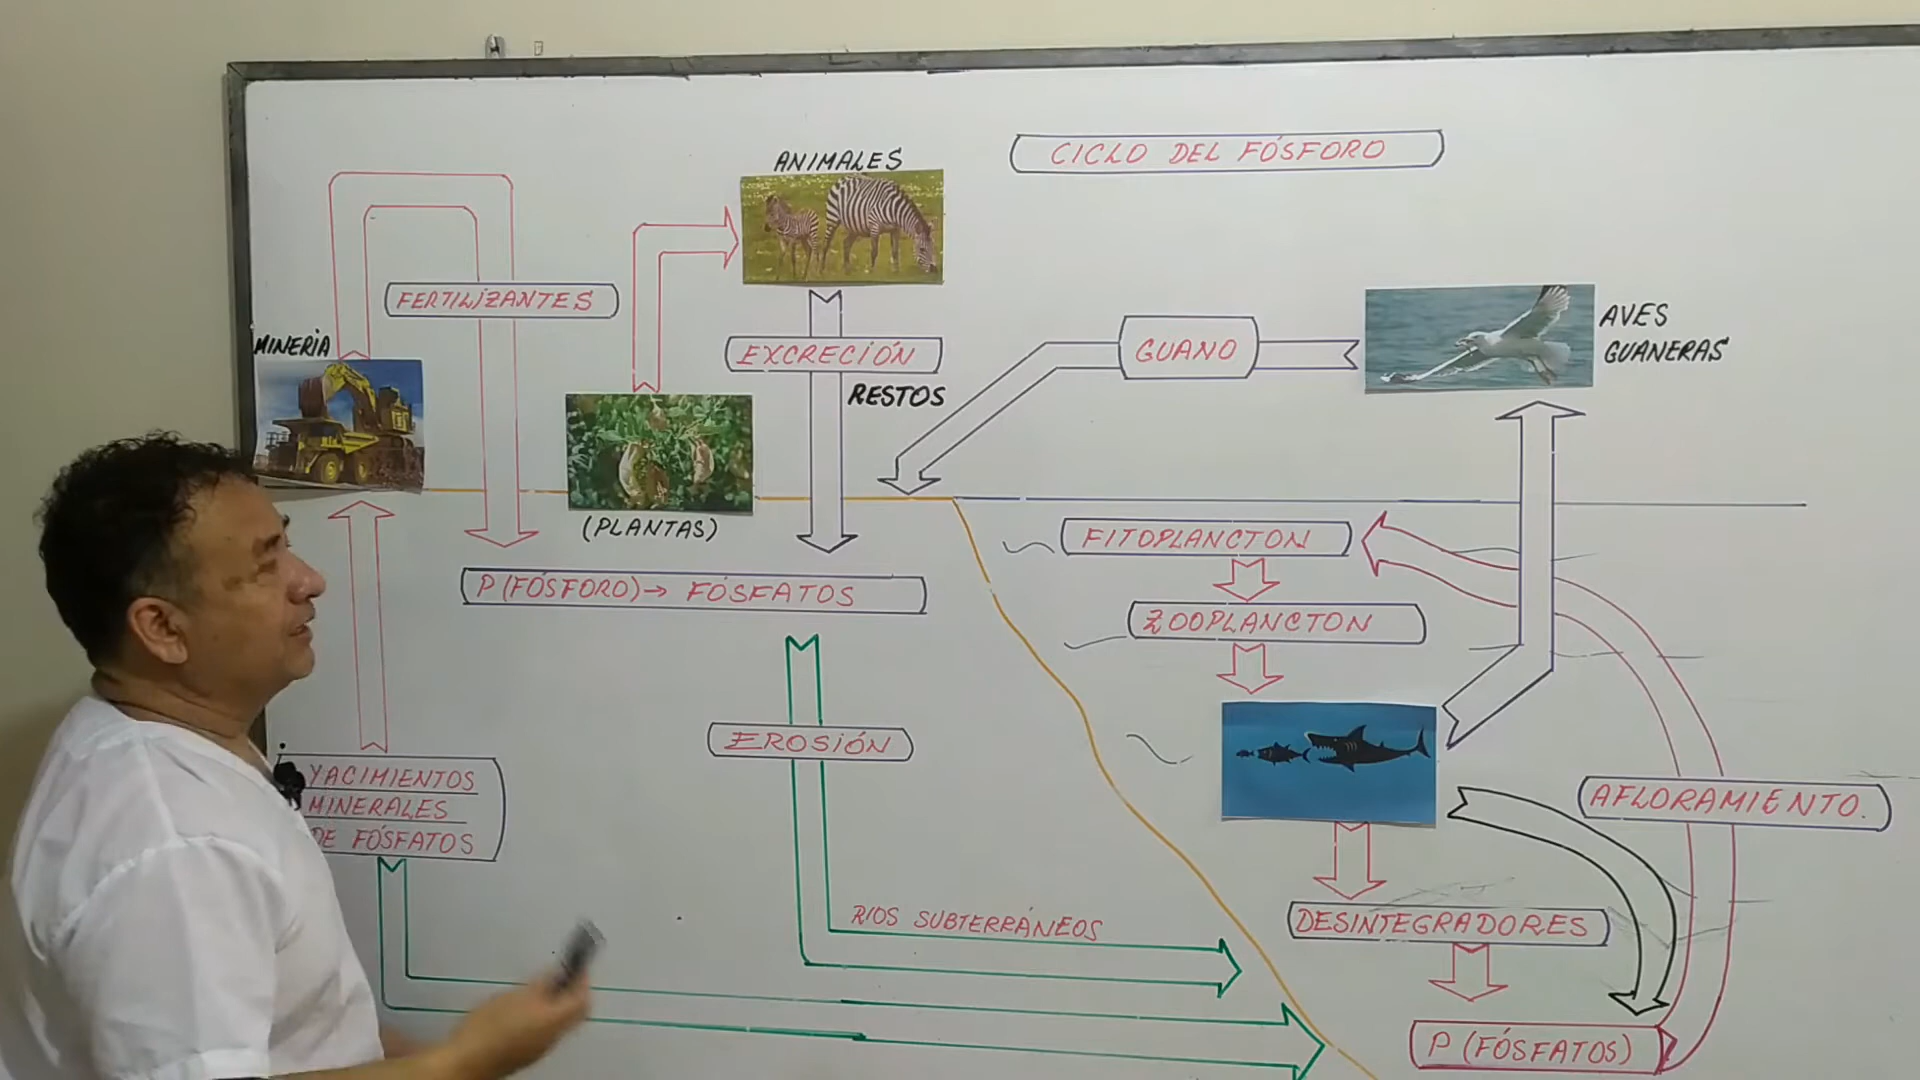 CICLO DEL FÓSFORO
ANIMALES
FERTILIZANTES
MINERIA
EXCRECIÓN
RESTOS
GUANO
AVES
GUANERAS
(PLANTAS)
P (FÓSFORO) → FÓSFATOS
FITOPLANCTON
ZOOPLANCTON
EROSIÓN
YACIMIENTOS
MINERALES
DE FÓSFATOS
AFLORAMIENTO.
RIOS SUBTERRÁNEOS
DESINTEGRADORES
P (FÓSFATOS)